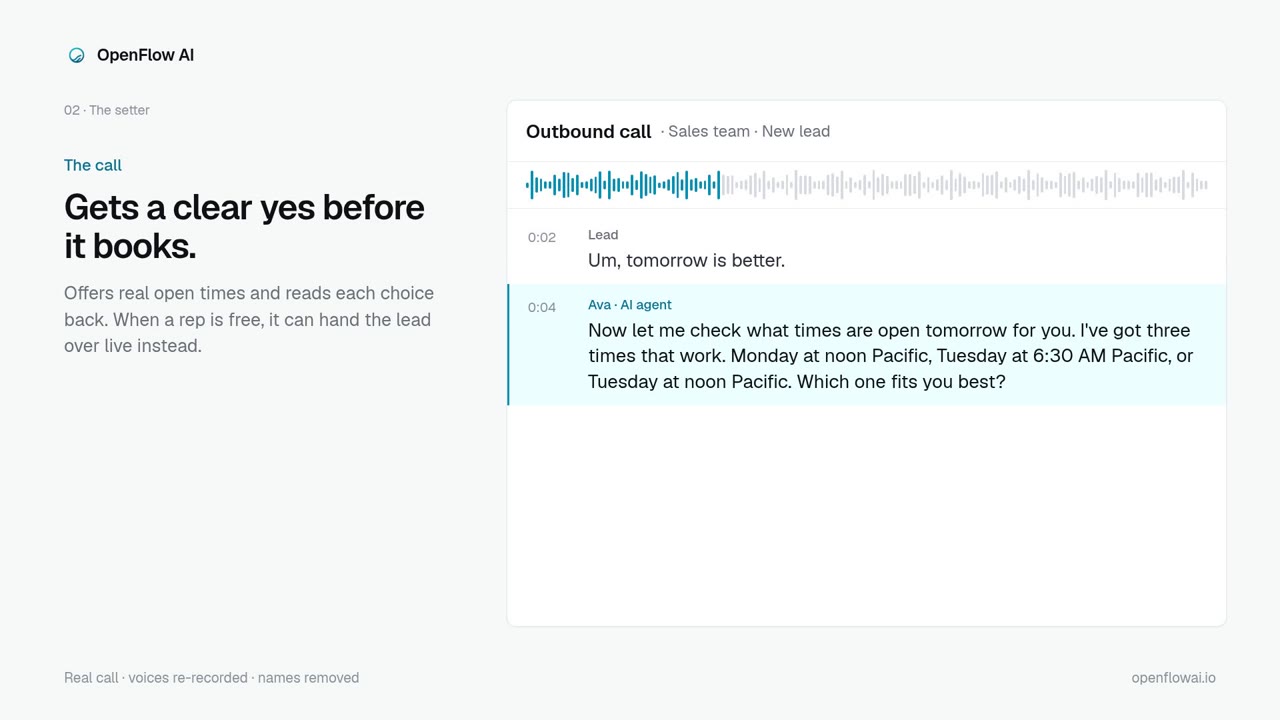 OpenFlow AI
02 · The setter
The call
Gets a clear yes before
it books.
Offers real open times and reads each choice
back. When a rep is free, it can hand the lead
over live instead.
Outbound call · Sales team · New lead
0:02
Lead
Um, tomorrow is better.
0:04
Ava · AI agent
Now let me check what times are open tomorrow for you. I've got three
times that work. Monday at noon Pacific, Tuesday at 6:30 AM Pacific, or
Tuesday at noon Pacific. Which one fits you best?
Real call · voices re-recorded · names removed
openflowai.io